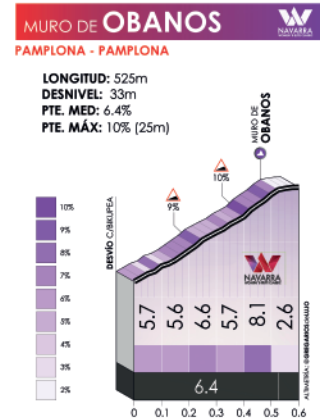 MURO DE OBANOS
NAVARRA
PAMPLONA - PAMPLONA
LONGITUD: 525m
DESNIVEL: 33m
PTE. MED: 6.4%
PTE. MÁX: 10% (25m)
MURO DE
OBANOS
10%
9%
DESVÍO C/BIKUPEA
10%
9%
8%
7%
6%
5%
4%
3%
2%
NAVARRA
5.7 5.6 6.6 5.7 8.1 2.6
6.4
0 0.1 0.2 0.3 0.4 0.5 0.6